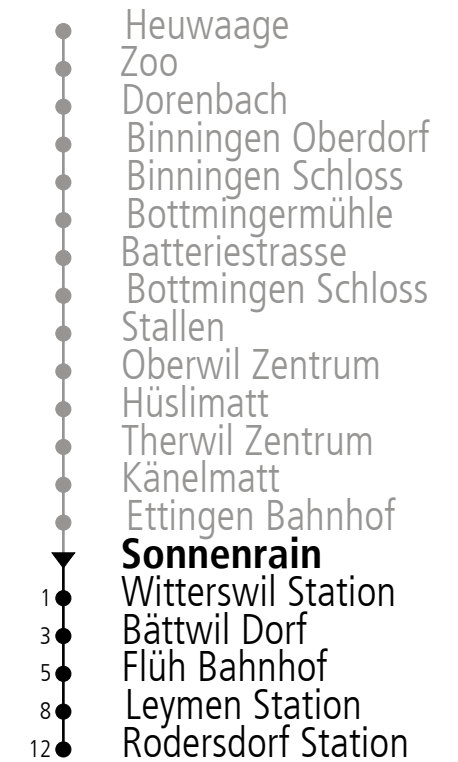 Heuwaage
Zoo
Dorenbach
Binningen Oberdorf
Binningen Schloss
Bottmingermühle
Batteriestrasse
Bottmingen Schloss
Stallen
Oberwil Zentrum
Hüslimatt
Therwil Zentrum
Känelmatt
Ettingen Bahnhof
Sonnenrain
1 Witterswil Station
3 Bättwil Dorf
5 Flüh Bahnhof
8 Leymen Station
12 Rodersdorf Station